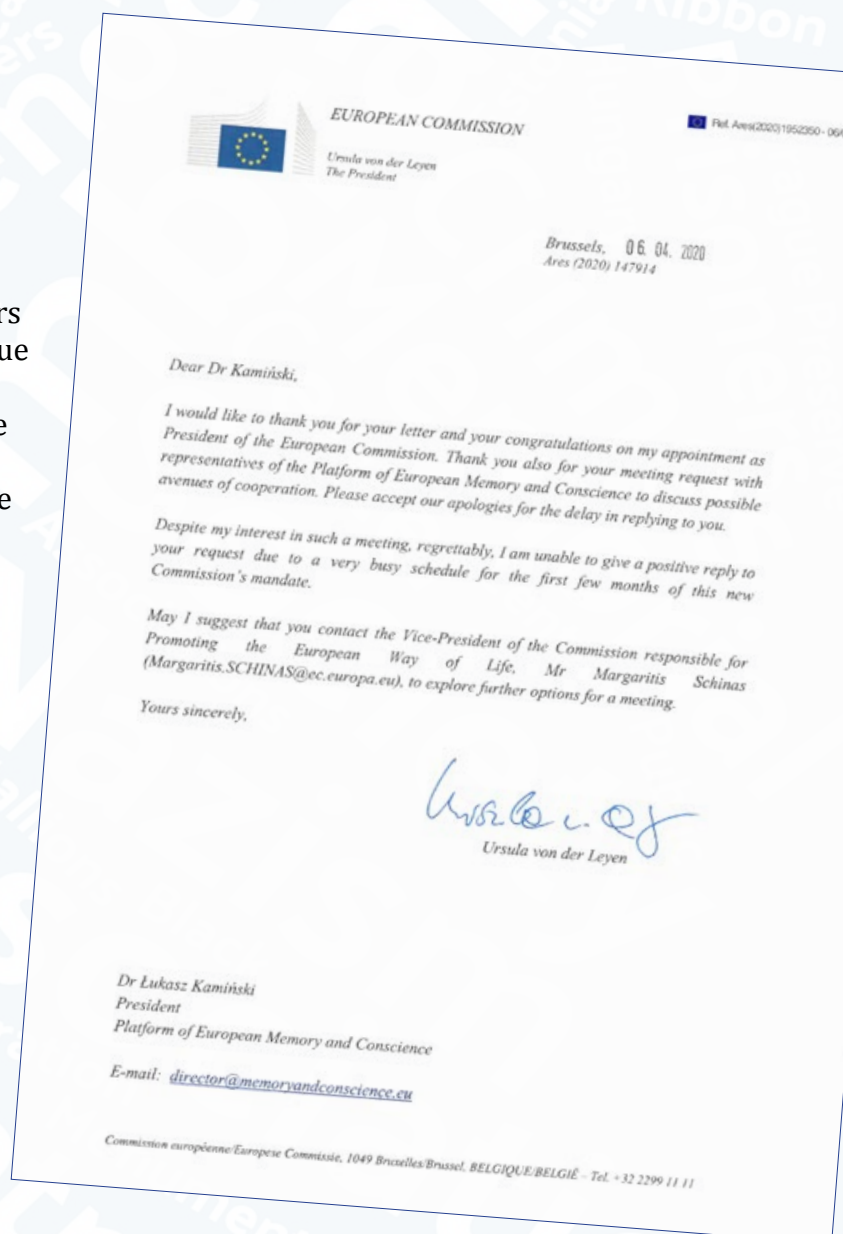 EUROPEAN COMMISSION
Ursula von der Leyen
The President
Ref. Ares(2020)1952350 - 06/
Brussels, 06. 04. 2020
Ares (2020) 147914
rs
ue
e
e
Dear Dr Kamiński,
I would like to thank you for your letter and your congratulations on my appointment as
President of the European Commission. Thank you also for your meeting request with
representatives of the Platform of European Memory and Conscience to discuss possible
avenues of cooperation. Please accept our apologies for the delay in replying to you.
Despite my interest in such a meeting, regrettably, I am unable to give a positive reply to
your request due to a very busy schedule for the first few months of this new
Commission's mandate.
May I suggest that you contact the Vice-President of the Commission responsible for
Promoting the European Way of Life, Mr Margaritis Schinas
(Margaritis.SCHINAS@ec.europa.eu), to explore further options for a meeting.
Yours sincerely,
Ursula von der Leyen
Dr Łukasz Kamiński
President
Platform of European Memory and Conscience
E-mail: director@memoryandconscience.eu
Commission européenne/Europese Commissie, 1049 Bruxelles/Brussel, BELGIQUE/BELGIË – Tel. +32 2299 11 11